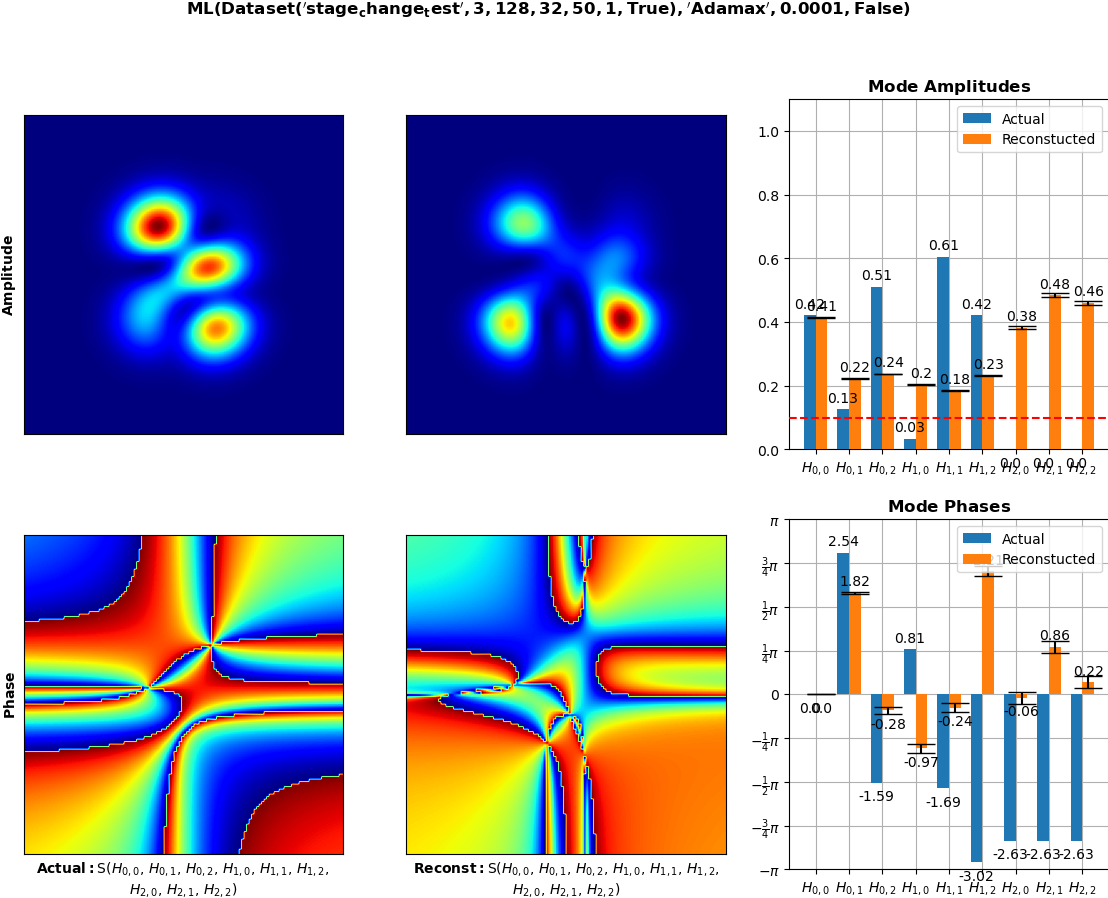 ML(Dataset('stage_change_test', 3, 128, 32, 50, 1, True), 'Adamax', 0.0001, False)
Amplitude
Mode Amplitudes
Actual
Reconstucted
1.0
0.8
0.6
0.4
0.2
0.0
0.42
0.41
0.13
0.22
0.51
0.24
0.03
0.2
0.61
0.18
0.42
0.23
0.0
0.38
0.0
0.48
0.0
0.46
H0,0 H0,1 H0,2 H1,0 H1,1 H1,2 H2,0 H2,1 H2,2
Phase
Mode Phases
Actual
Reconstucted
π
3/4π
1/2π
1/4π
0
−1/4π
−1/2π
−3/4π
−π
0.0
0.0
2.54
1.82
-1.59
-0.28
0.81
-0.97
-1.69
-0.24
-3.02
-2.63
-0.06
-2.63
0.86
-2.63
0.22
H0,0 H0,1 H0,2 H1,0 H1,1 H1,2 H2,0 H2,1 H2,2
Actual: S(H0,0, H0,1, H0,2, H1,0, H1,1, H1,2,
H2,0, H2,1, H2,2)
Reconst: S(H0,0, H0,1, H0,2, H1,0, H1,1, H1,2,
H2,0, H2,1, H2,2)